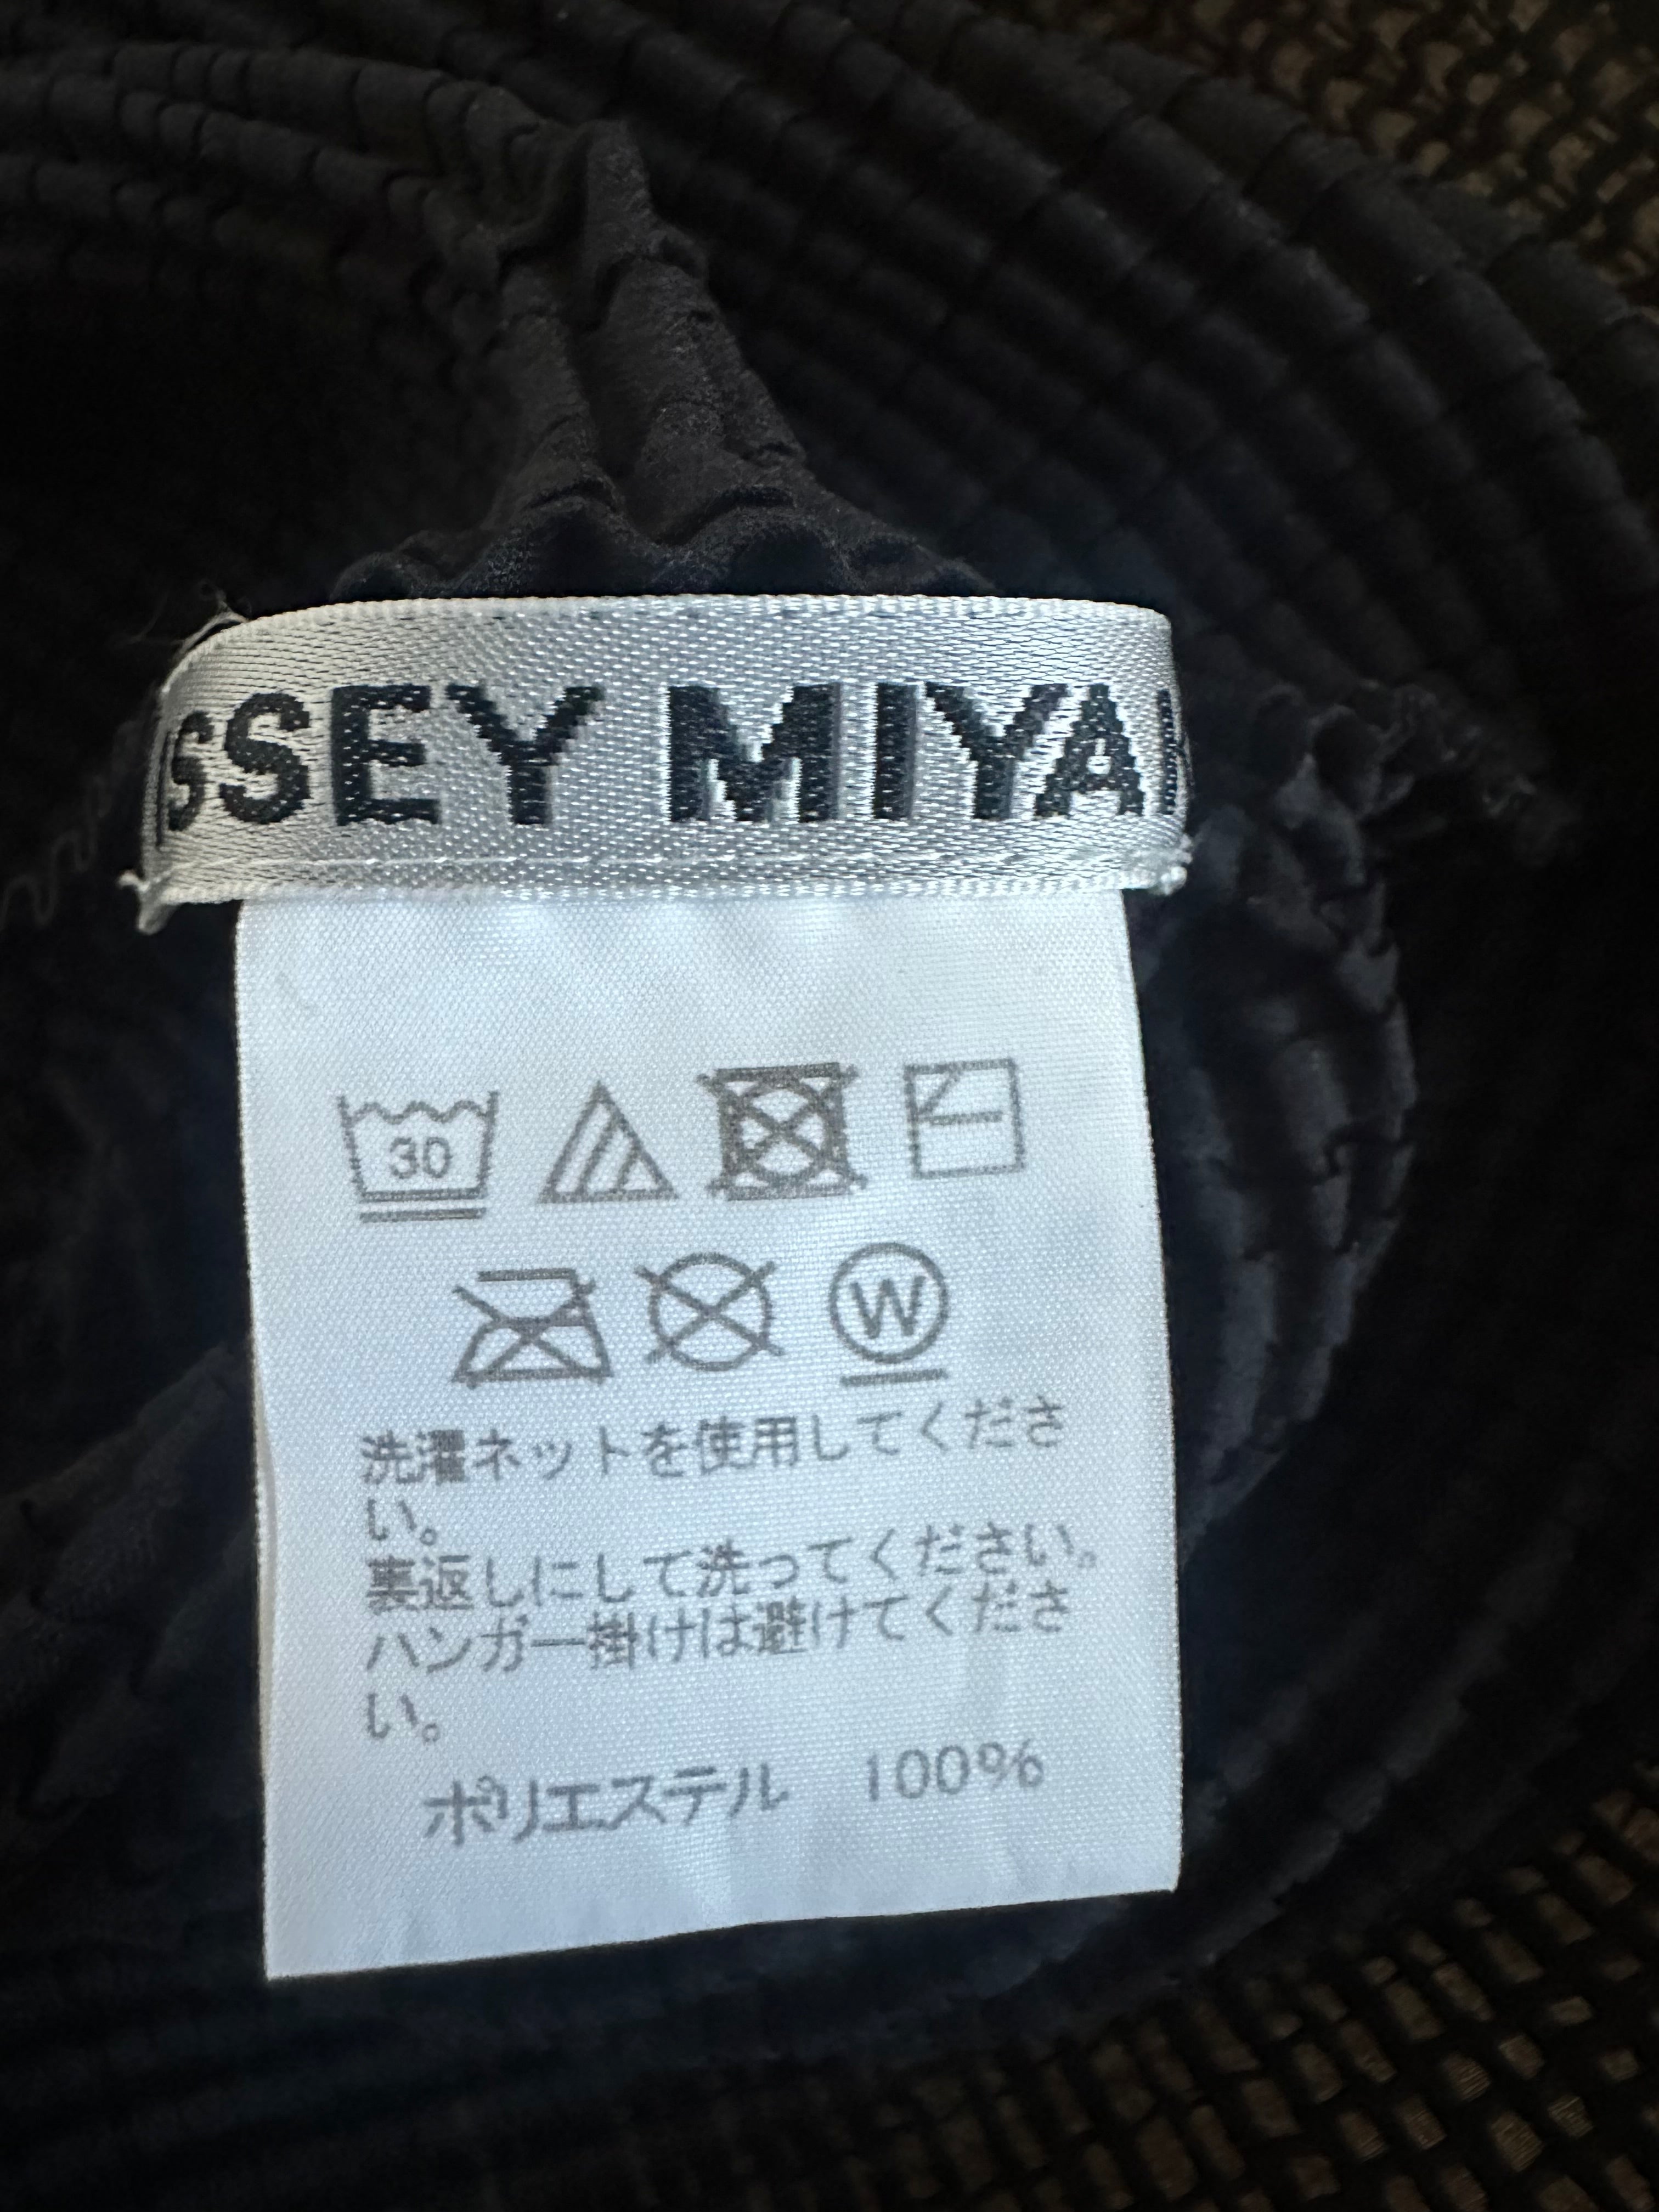 ISSEY MIYAK
30
W
洗濯ネットを使用してくださ
い。
裏返しにして洗ってください。
ハンガー掛けは避けてくださ
い。
ポリエステル 100%